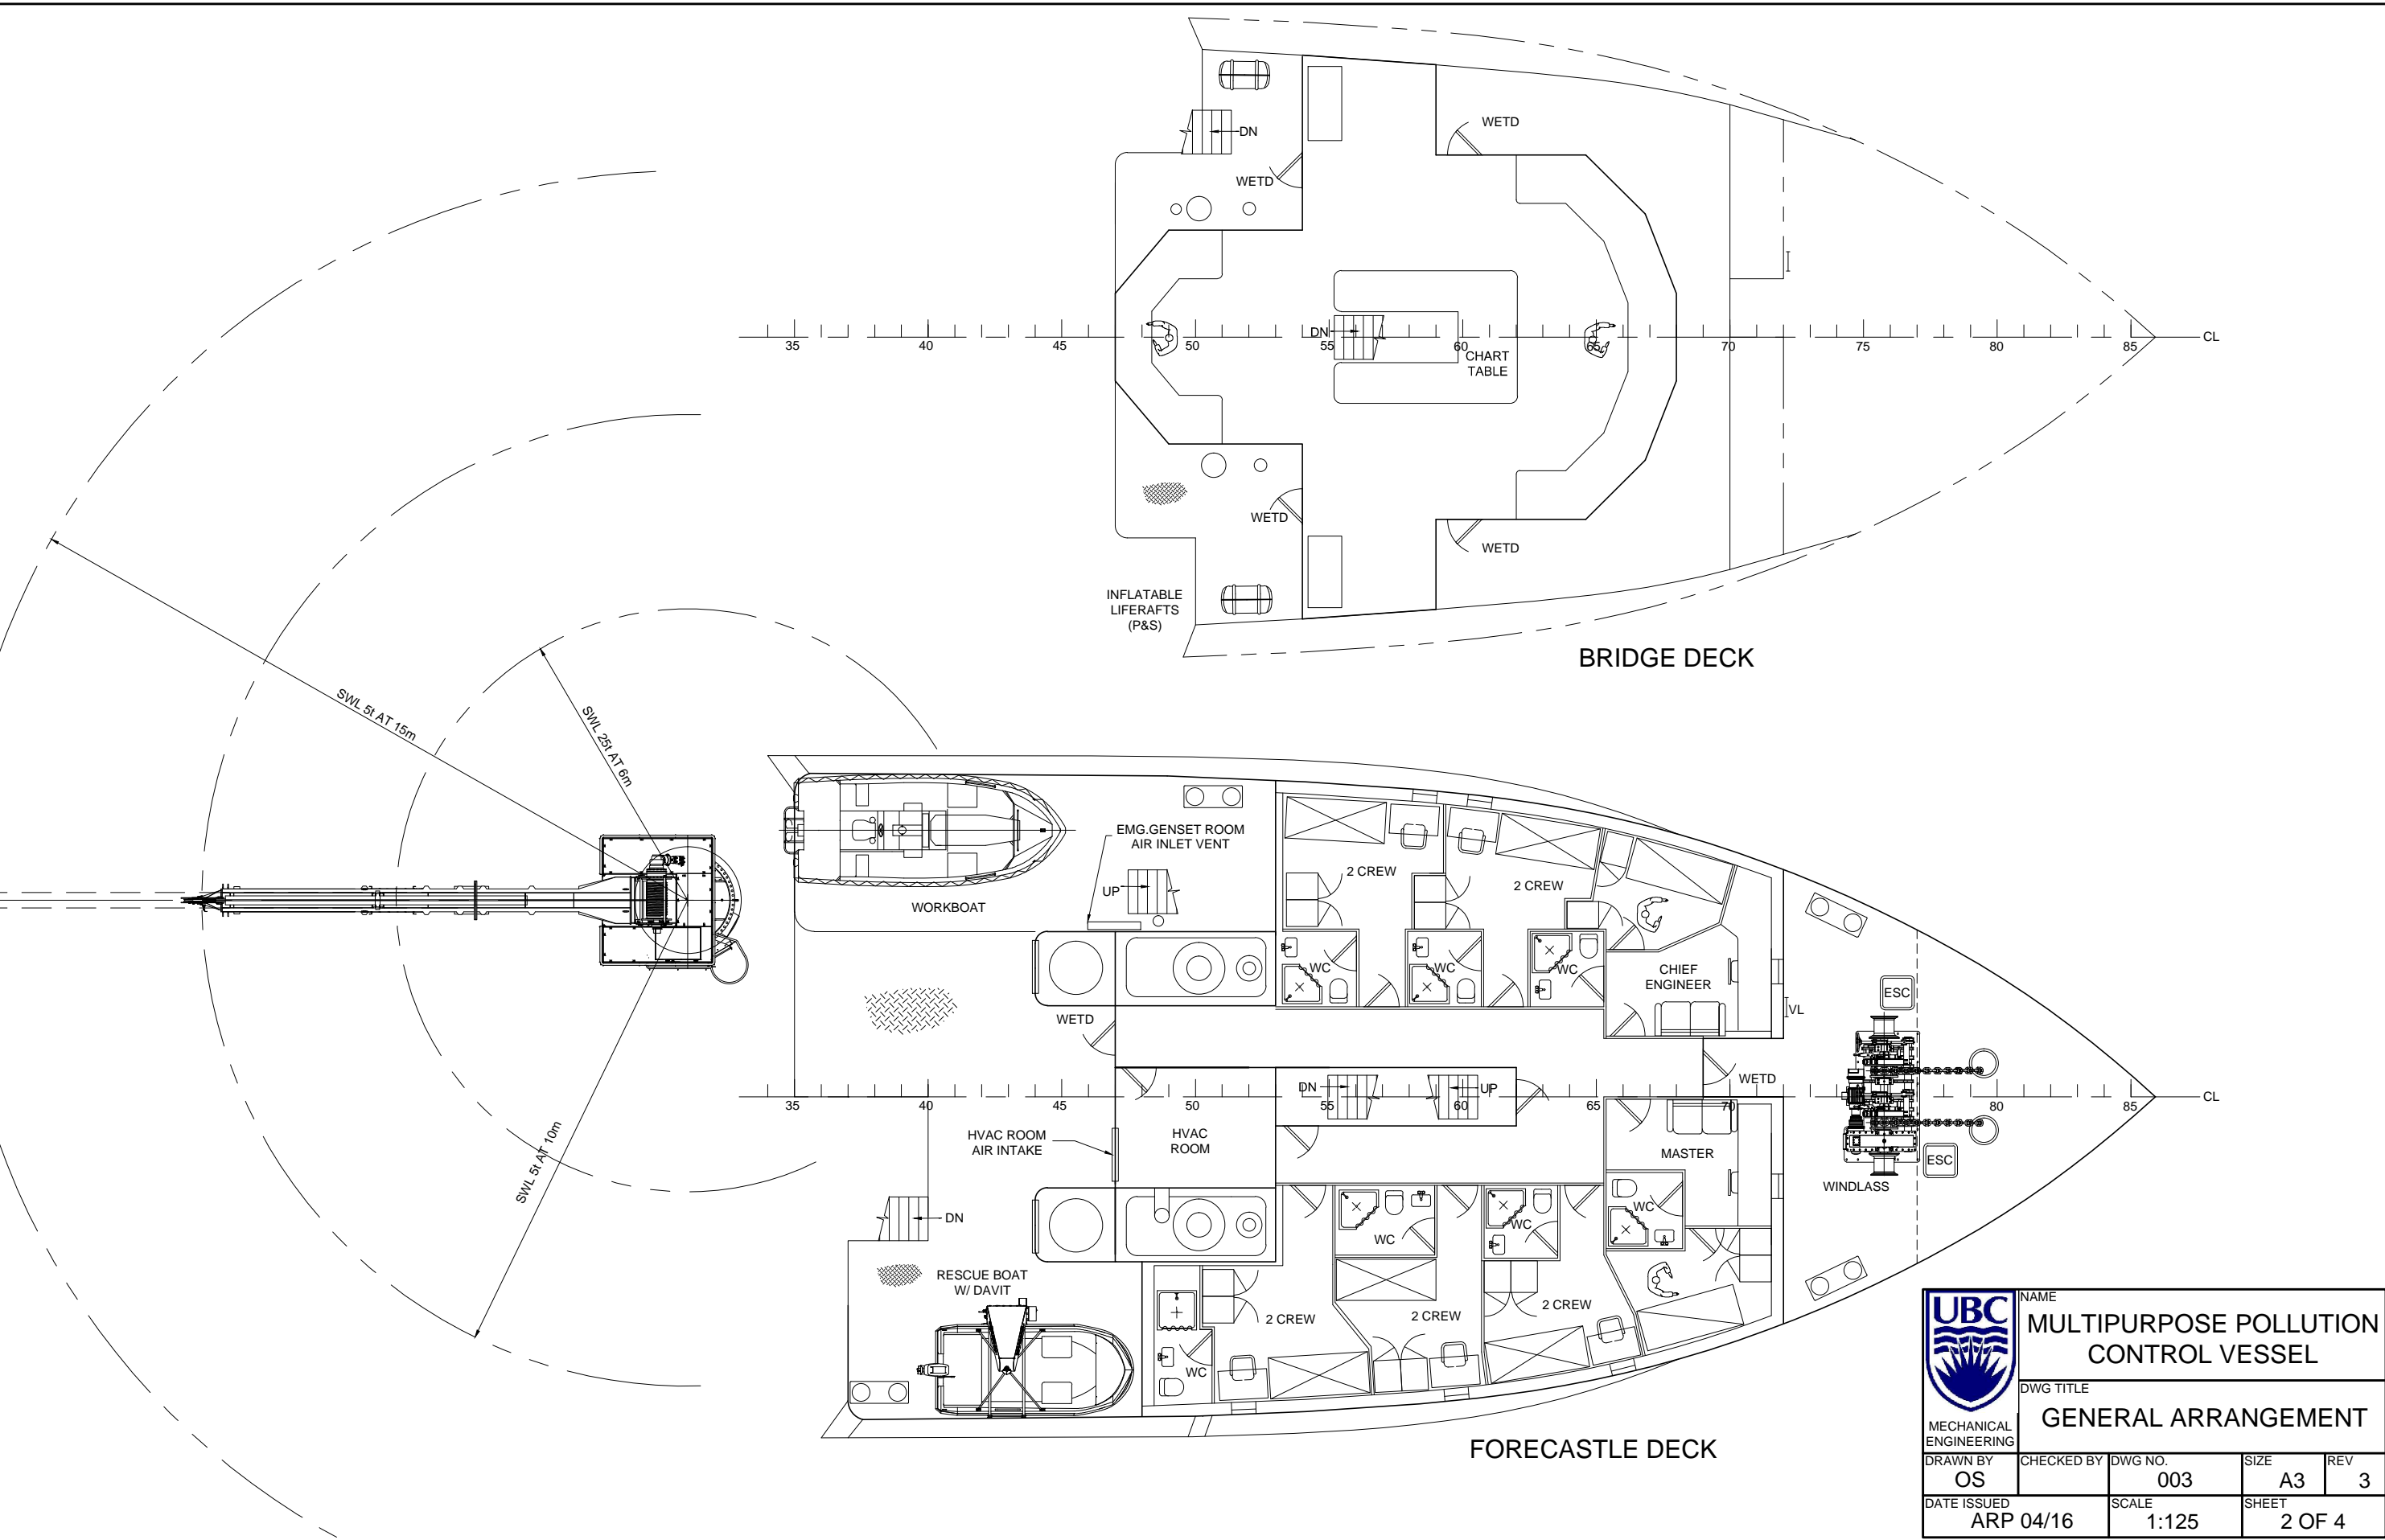 DN
WETD
WETD
35
40
45
50
55
60
65
70
75
80
85
CL
DN
CHART
TABLE
WETD
WETD
INFLATABLE
LIFERAFTS
(P&S)
BRIDGE DECK
SWL 5t AT 15m
SWL 25t AT 6m
SWL 5t AT 10m
EMG.GENSET ROOM
AIR INLET VENT
UP
WORKBOAT
2 CREW
2 CREW
WC
WC
WC
CHIEF
ENGINEER
VL
ESC
WETD
WETD
DN
UP
35
40
45
50
55
60
65
70
80
85
CL
HVAC ROOM
AIR INTAKE
HVAC
ROOM
MASTER
ESC
WINDLASS
DN
WC
WC
WC
RESCUE BOAT
W/ DAVIT
2 CREW
2 CREW
2 CREW
WC
FORECASTLE DECK
UBC
MECHANICAL
ENGINEERING
NAME
MULTIPURPOSE POLLUTION
CONTROL VESSEL
DWG TITLE
GENERAL ARRANGEMENT
DRAWN BY
OS
CHECKED BY
DWG NO.
003
SIZE
A3
REV
3
DATE ISSUED
ARP 04/16
SCALE
1:125
SHEET
2 OF 4